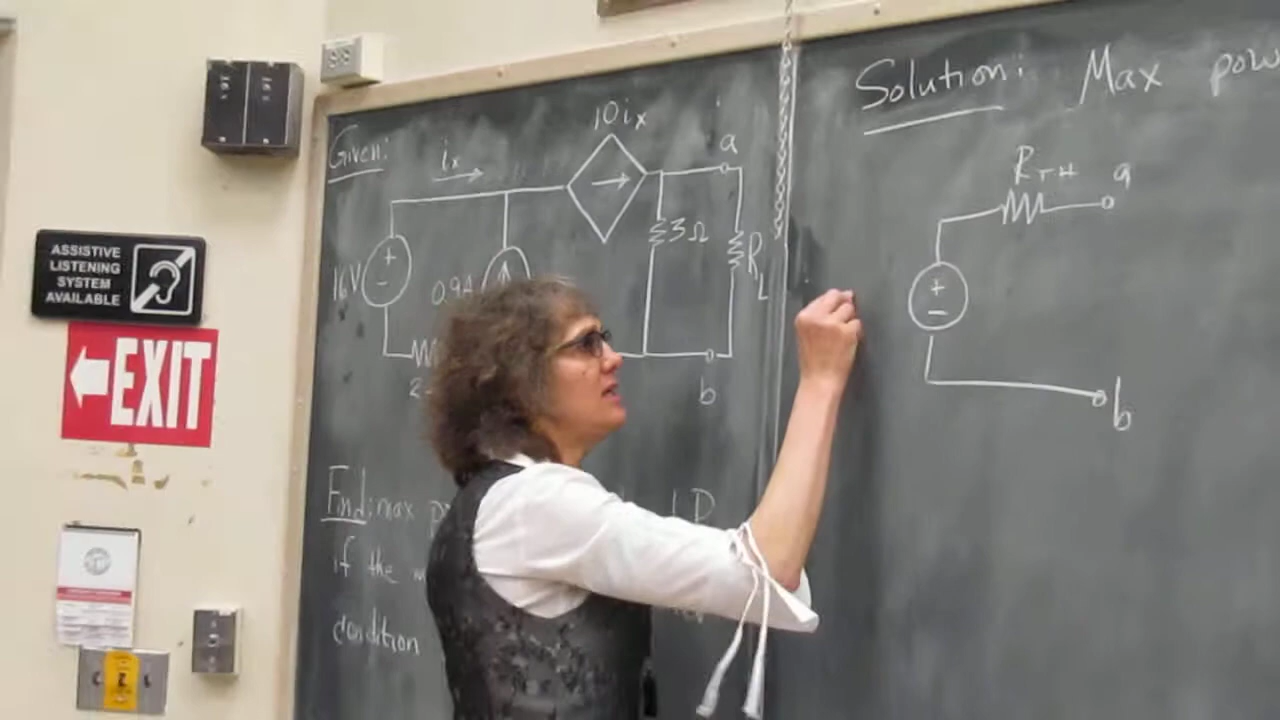 Given:
ix
10ix
a
16V
0.9A
3Ω
RL
b
Find: max
if the
condition
Solution: Max
RTH
a
+
-
b
ASSISTIVE
LISTENING
SYSTEM
AVAILABLE
EXIT